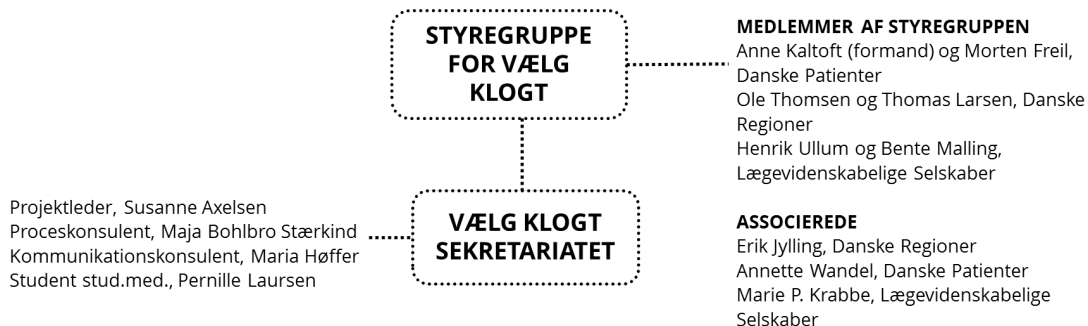 STYREGRUPPE
FOR VÆLG
KLOGT
MEDLEMMER AF STYREGRUPPEN
Anne Kaltoft (formand) og Morten Freil,
Danske Patienter
Ole Thomsen og Thomas Larsen, Danske
Regioner
Henrik Ullum og Bente Malling,
Lægevidenskabelige Selskaber
Projektleder, Susanne Axelsen
Proceskonsulent, Maja Bohlbro Stærkind
Kommunikationskonsulent, Maria Høffer
Student stud.med., Pernille Laursen
VÆLG KLOGT
SEKRETARIATET
ASSOCIEREDE
Erik Jylling, Danske Regioner
Annette Wandel, Danske Patienter
Marie P. Krabbe, Lægevidenskabelige
Selskaber